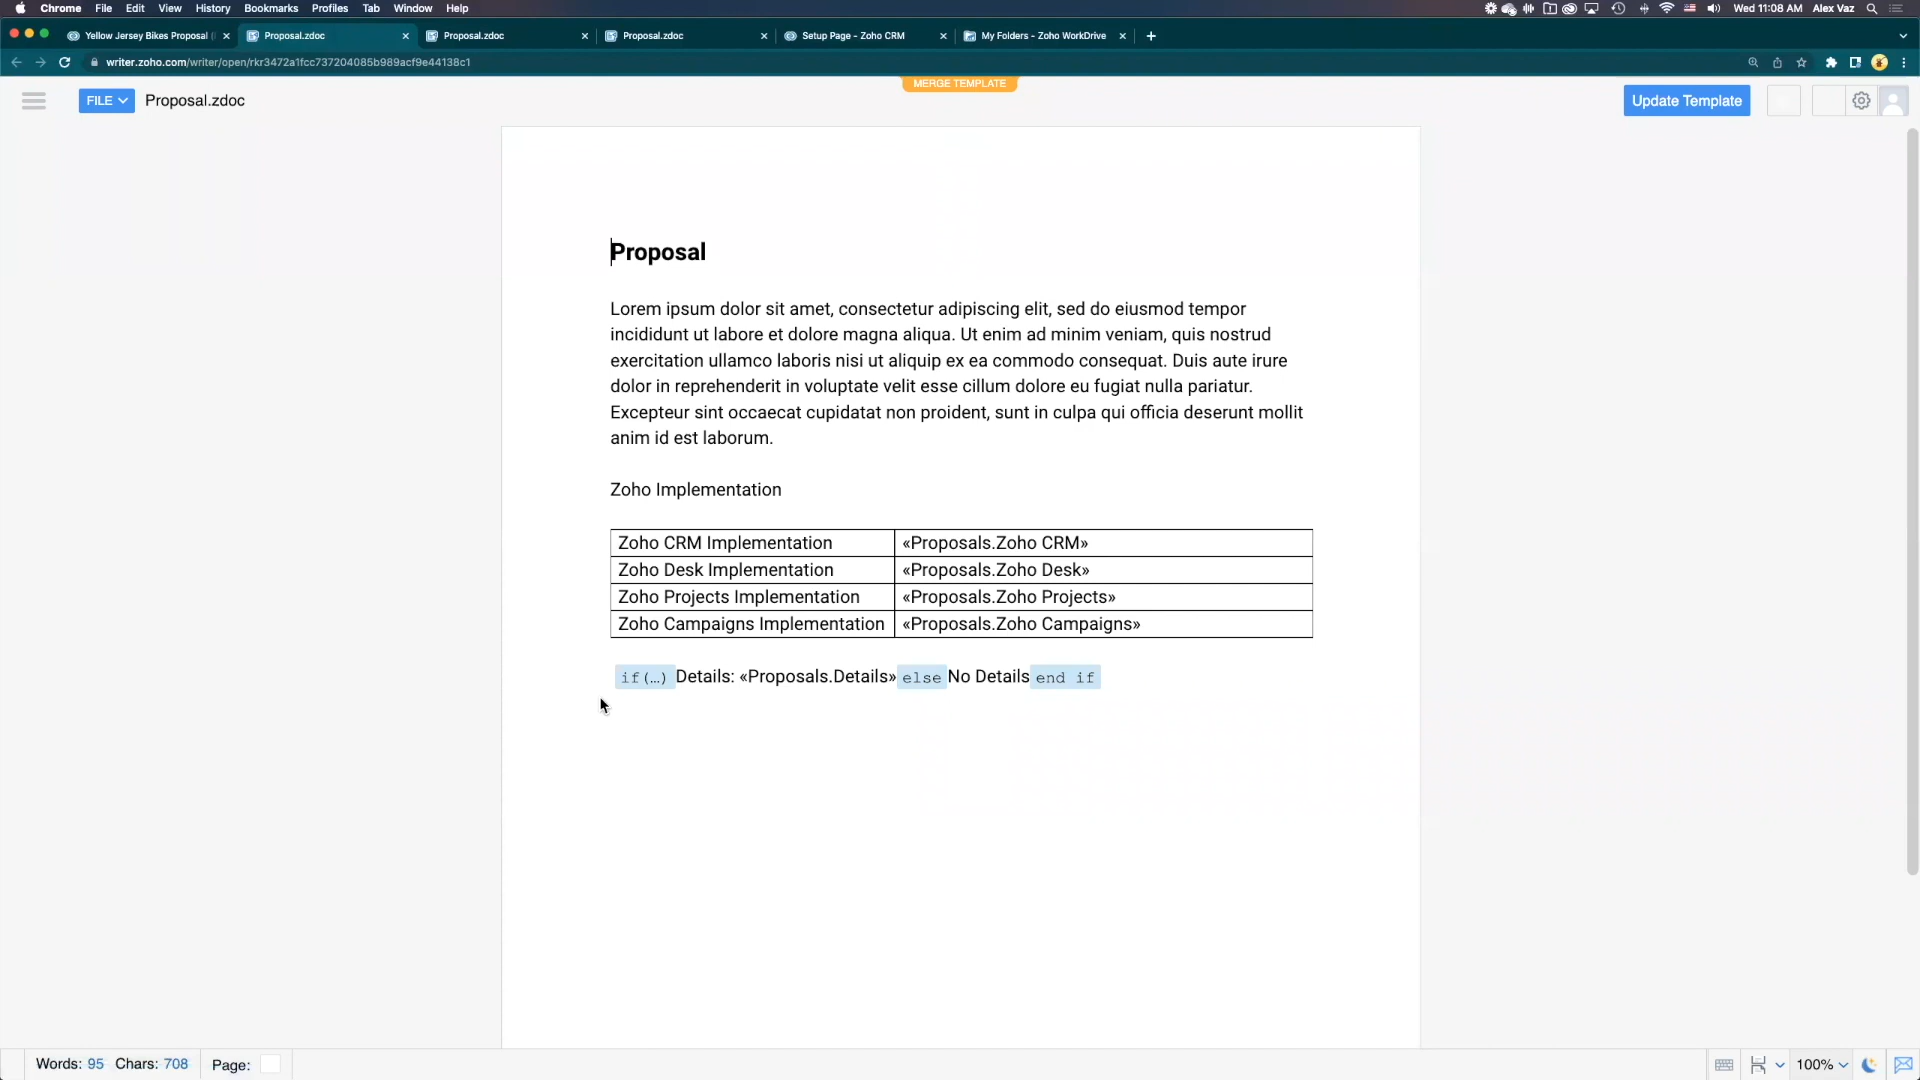 Chrome File Edit View History Bookmarks Profiles Tab Window Help Wed 11:08 AM Alex Vaz
Yellow Jersey Bikes Proposal Proposal.zdoc Proposal.zdoc Proposal.zdoc Setup Page - Zoho CRM My Folders - Zoho WorkDrive
writer.zoho.com/writer/open/rkr3472a1fcc737204085b989acf9e44138c1
MERGE TEMPLATE
FILE Proposal.zdoc Update Template
Proposal
Lorem ipsum dolor sit amet, consectetur adipiscing elit, sed do eiusmod tempor
incididunt ut labore et dolore magna aliqua. Ut enim ad minim veniam, quis nostrud
exercitation ullamco laboris nisi ut aliquip ex ea commodo consequat. Duis aute irure
dolor in reprehenderit in voluptate velit esse cillum dolore eu fugiat nulla pariatur.
Excepteur sint occaecat cupidatat non proident, sunt in culpa qui officia deserunt mollit
anim id est laborum.
Zoho Implementation
Zoho CRM Implementation «Proposals.Zoho CRM»
Zoho Desk Implementation «Proposals.Zoho Desk»
Zoho Projects Implementation «Proposals.Zoho Projects»
Zoho Campaigns Implementation «Proposals.Zoho Campaigns»
if(…) Details: «Proposals.Details» else No Details end if
Words: 95 Chars: 708 Page: 100%